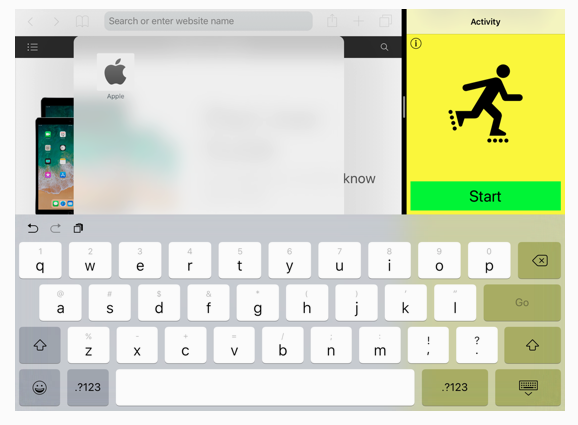 Search or enter website name
Activity
Apple
know
Start
1 2 3 4 5 6 7 8 9 0
q w e r t y u i o p
@ # $ & * ( ) ' "
a s d f g h j k l Go
% - + = / ; : ! ?
z x c v b n m , .
.?123 .?123